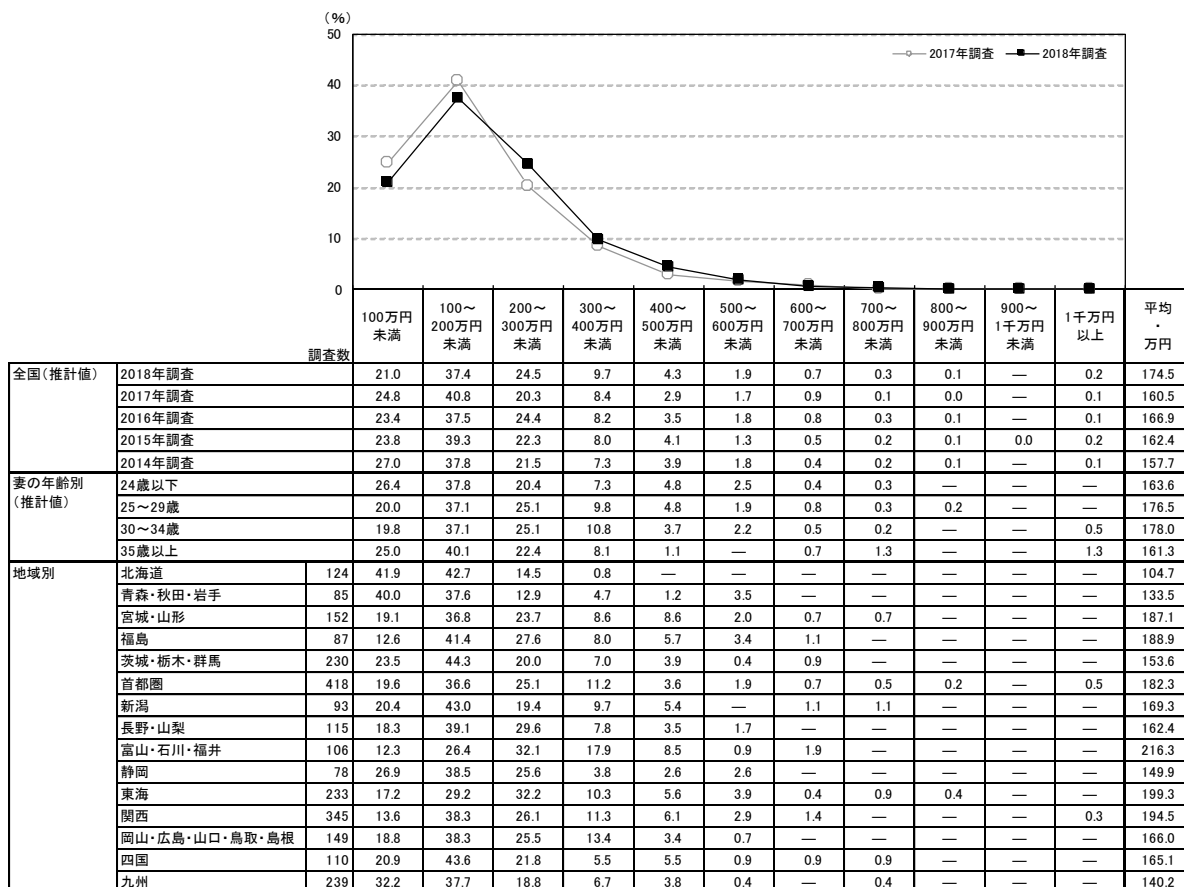 (%)
50
40
30
20
10
0
2017年調査 2018年調査
調査数 100万円未満 100～200万円未満 200～300万円未満 300～400万円未満 400～500万円未満 500～600万円未満 600～700万円未満 700～800万円未満 800～900万円未満 900～1千万円未満 1千万円以上 平均・万円
全国(推計値) 2018年調査 21.0 37.4 24.5 9.7 4.3 1.9 0.7 0.3 0.1 — 0.2 174.5
2017年調査 24.8 40.8 20.3 8.4 2.9 1.7 0.9 0.1 0.0 — 0.1 160.5
2016年調査 23.4 37.5 24.4 8.2 3.5 1.8 0.8 0.3 0.1 — 0.1 166.9
2015年調査 23.8 39.3 22.3 8.0 4.1 1.3 0.5 0.2 0.1 0.0 0.2 162.4
2014年調査 27.0 37.8 21.5 7.3 3.9 1.8 0.4 0.2 0.1 — 0.1 157.7
妻の年齢別(推計値) 24歳以下 26.4 37.8 20.4 7.3 4.8 2.5 0.4 0.3 — — — 163.6
25～29歳 20.0 37.1 25.1 9.8 4.8 1.9 0.8 0.3 0.2 — — 176.5
30～34歳 19.8 37.1 25.1 10.8 3.7 2.2 0.5 0.2 — — 0.5 178.0
35歳以上 25.0 40.1 22.4 8.1 1.1 — 0.7 1.3 — — 1.3 161.3
地域別 北海道 124 41.9 42.7 14.5 0.8 — — — — — — — 104.7
青森・秋田・岩手 85 40.0 37.6 12.9 4.7 1.2 3.5 — — — — — 133.5
宮城・山形 152 19.1 36.8 23.7 8.6 8.6 2.0 0.7 0.7 — — — 187.1
福島 87 12.6 41.4 27.6 8.0 5.7 3.4 1.1 — — — — 188.9
茨城・栃木・群馬 230 23.5 44.3 20.0 7.0 3.9 0.4 0.9 — — — — 153.6
首都圏 418 19.6 36.6 25.1 11.2 3.6 1.9 0.7 0.5 0.2 — 0.5 182.3
新潟 93 20.4 43.0 19.4 9.7 5.4 — 1.1 1.1 — — — 169.3
長野・山梨 115 18.3 39.1 29.6 7.8 3.5 1.7 — — — — — 162.4
富山・石川・福井 106 12.3 26.4 32.1 17.9 8.5 0.9 1.9 — — — — 216.3
静岡 78 26.9 38.5 25.6 3.8 2.6 2.6 — — — — — 149.9
東海 233 17.2 29.2 32.2 10.3 5.6 3.9 0.4 0.9 0.4 — — 199.3
関西 345 13.6 38.3 26.1 11.3 6.1 2.9 1.4 — — — 0.3 194.5
岡山・広島・山口・鳥取・島根 149 18.8 38.3 25.5 13.4 3.4 0.7 — — — — — 166.0
四国 110 20.9 43.6 21.8 5.5 5.5 0.9 0.9 0.9 — — — 165.1
九州 239 32.2 37.7 18.8 6.7 3.8 0.4 — 0.4 — — — 140.2